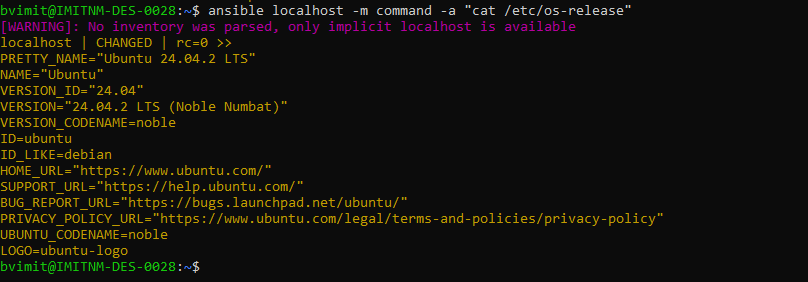 bvimit@IMITNM-DES-0028:~$ ansible localhost -m command -a "cat /etc/os-release"
[WARNING]: No inventory was parsed, only implicit localhost is available
localhost | CHANGED | rc=0 >>
PRETTY_NAME="Ubuntu 24.04.2 LTS"
NAME="Ubuntu"
VERSION_ID="24.04"
VERSION="24.04.2 LTS (Noble Numbat)"
VERSION_CODENAME=noble
ID=ubuntu
ID_LIKE=debian
HOME_URL="https://www.ubuntu.com/"
SUPPORT_URL="https://help.ubuntu.com/"
BUG_REPORT_URL="https://bugs.launchpad.net/ubuntu/"
PRIVACY_POLICY_URL="https://www.ubuntu.com/legal/terms-and-policies/privacy-policy"
UBUNTU_CODENAME=noble
LOGO=ubuntu-logo
bvimit@IMITNM-DES-0028:~$